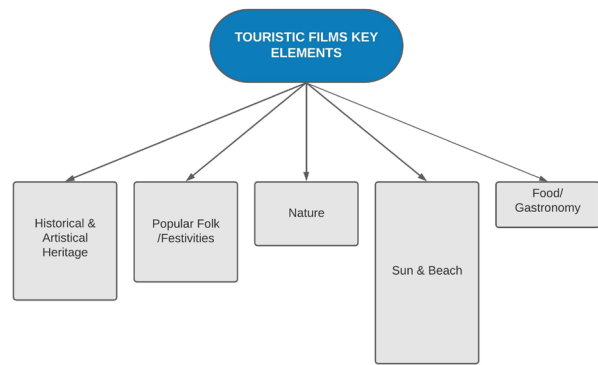 TOURISTIC FILMS KEY
ELEMENTS
Historical &
Artistical
Heritage
Popular Folk
/Festivities
Nature
Sun & Beach
Food/
Gastronomy